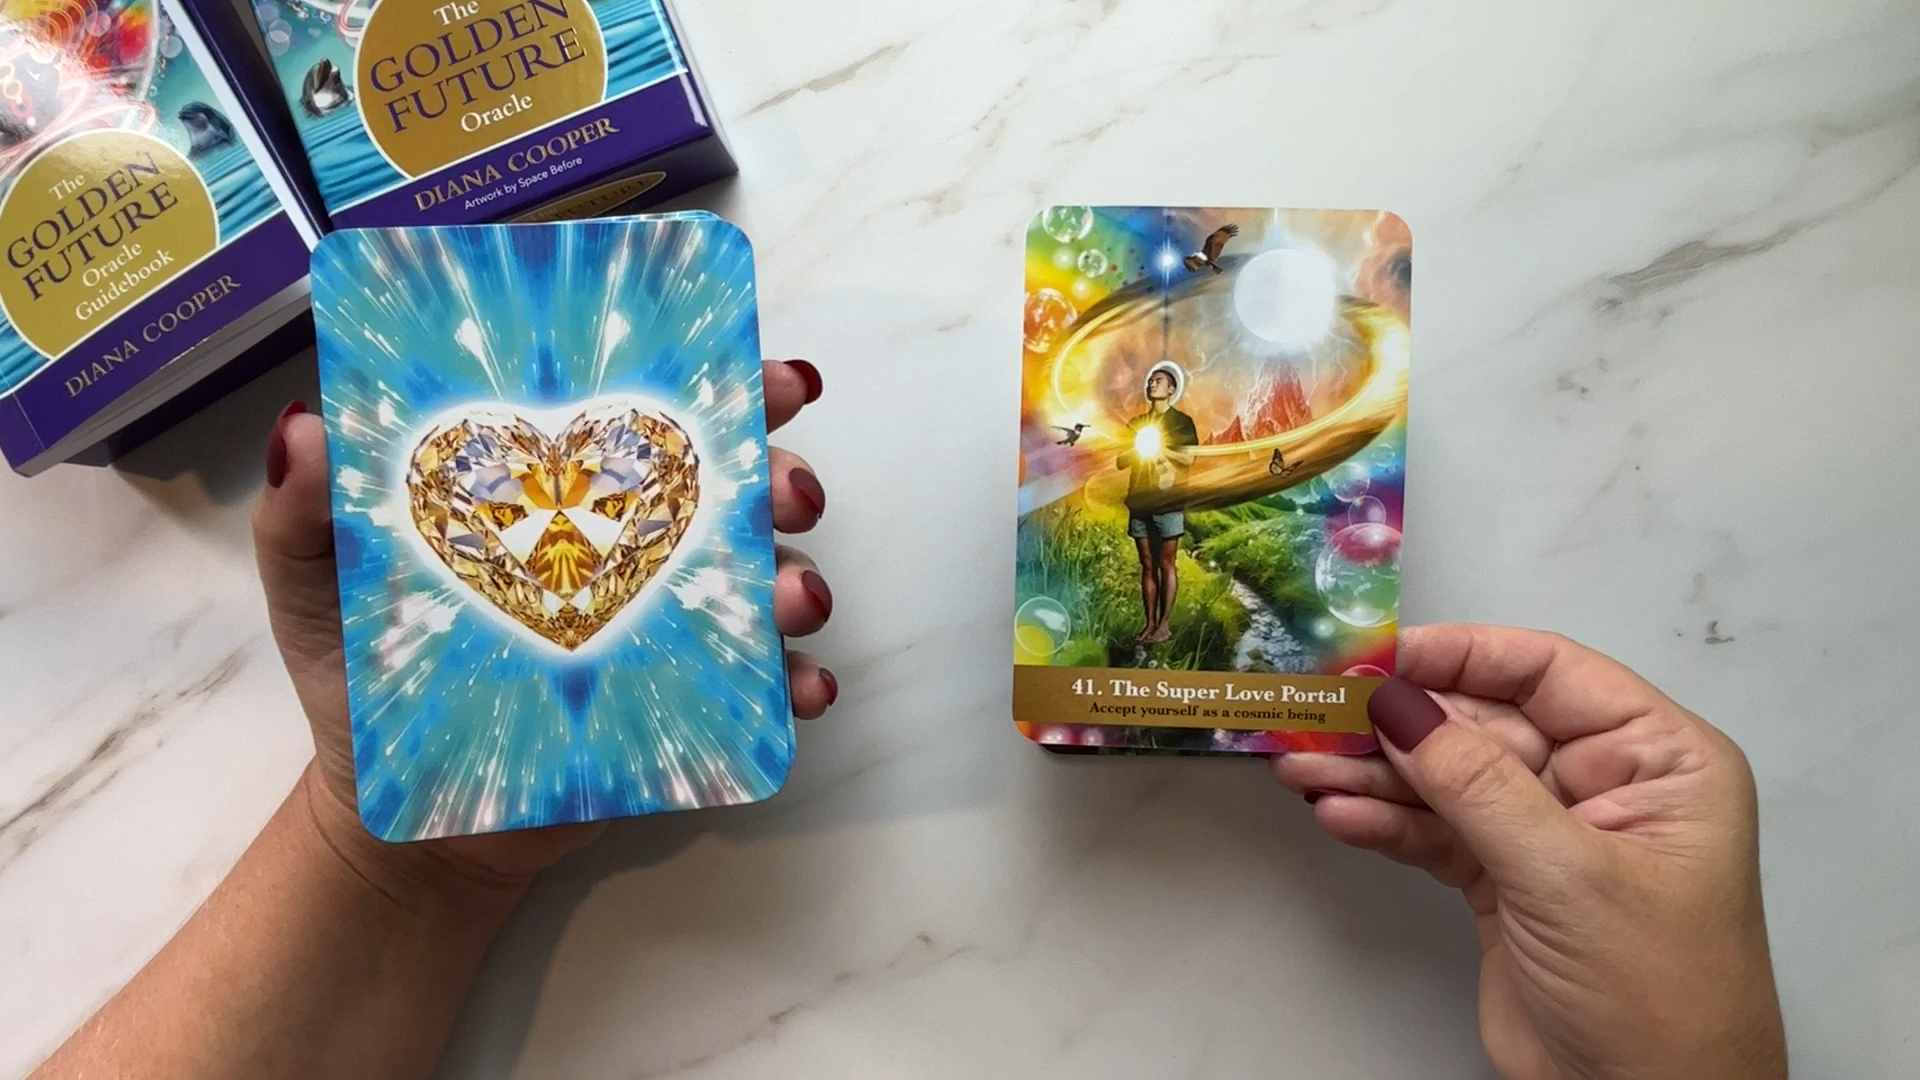 The
GOLDEN
FUTURE
Oracle
Guidebook
DIANA COOPER
The
GOLDEN
FUTURE
Oracle
DIANA COOPER
Artwork by Space Before
FUTURE
41. The Super Love Portal
Accept yourself as a cosmic being